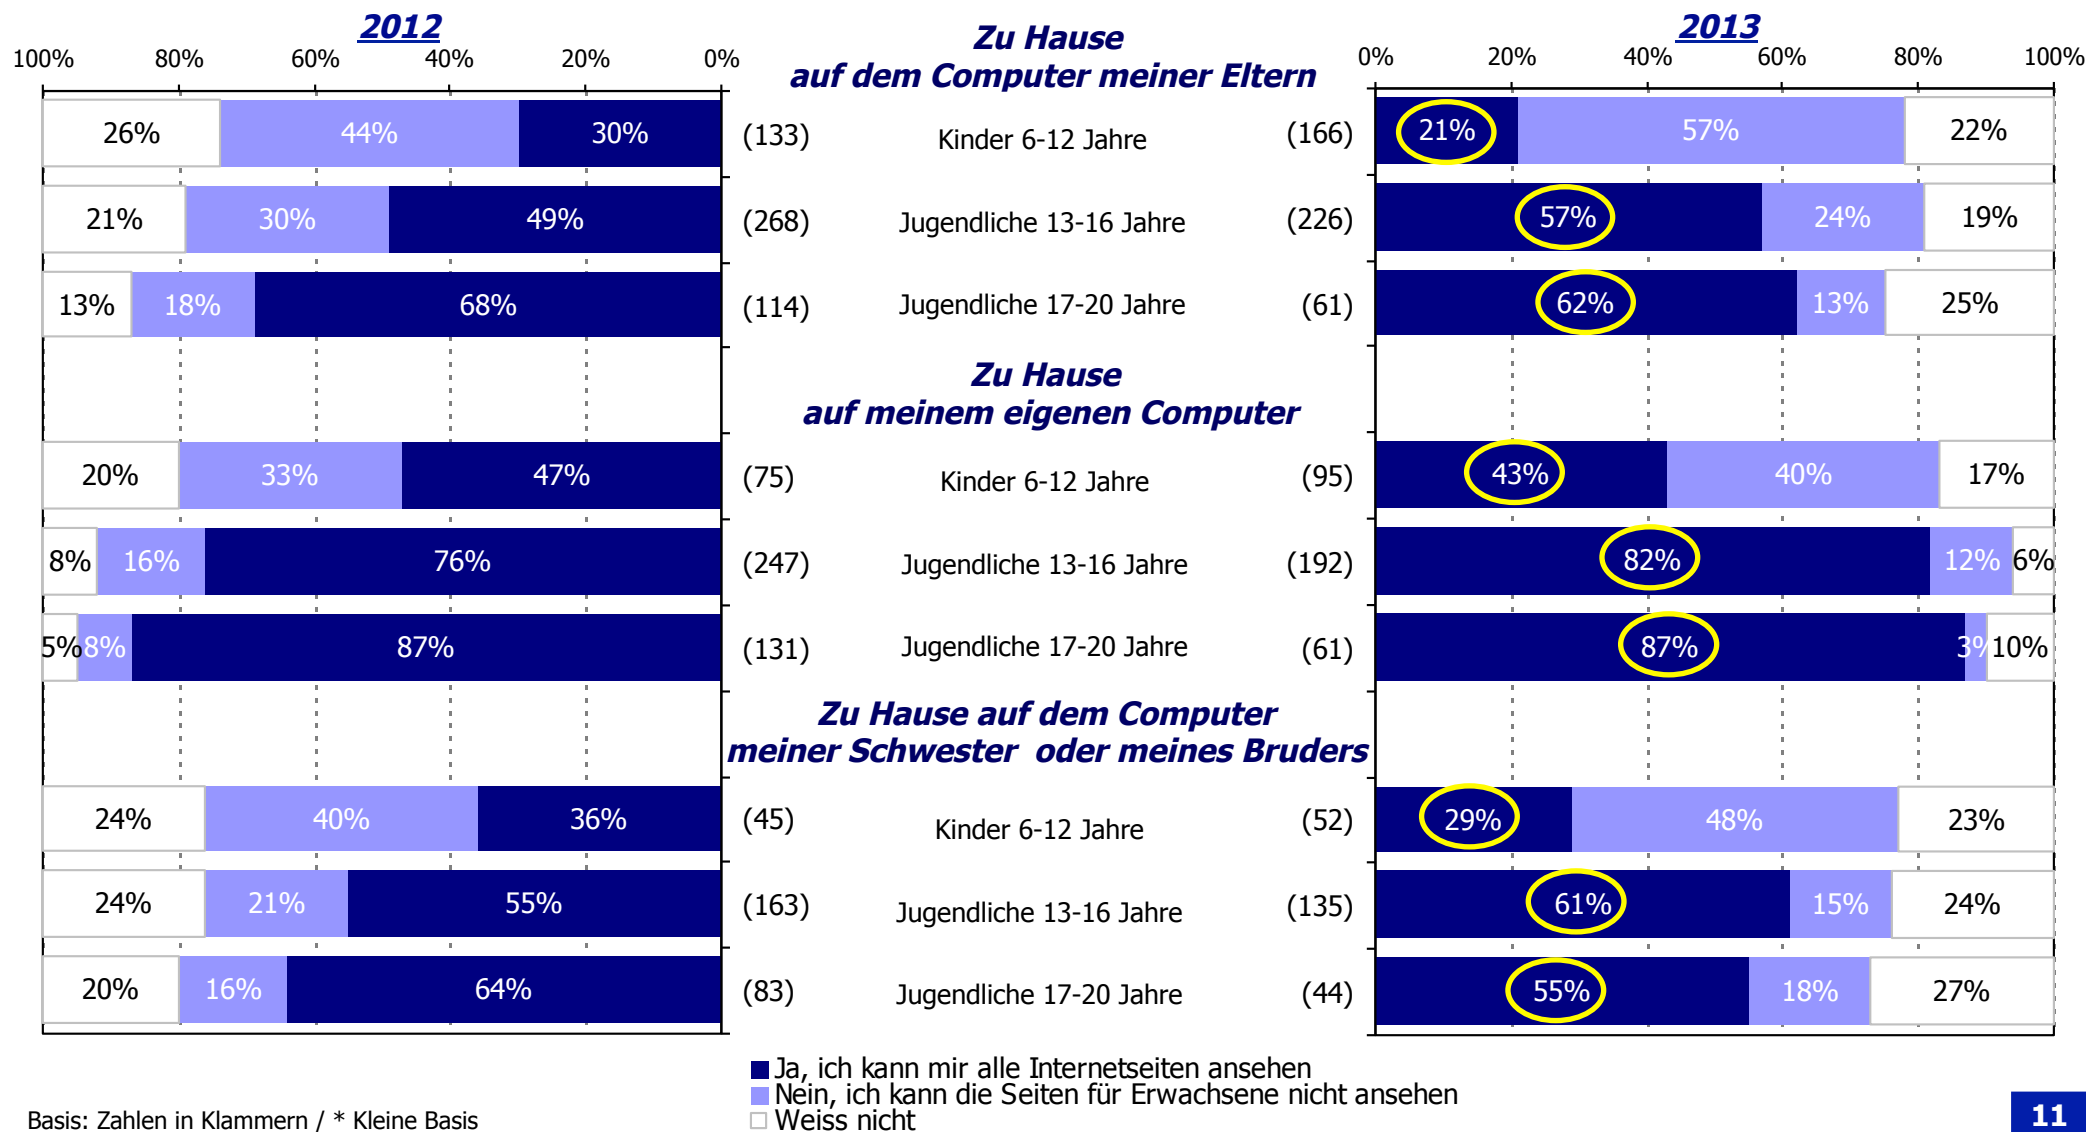 2012
Zu Hause
auf dem Computer meiner Eltern
2013
100% 80% 60% 40% 20% 0%
0% 20% 40% 60% 80% 100%
26% 44% 30% (133) Kinder 6-12 Jahre (166) 21% 57% 22%
21% 30% 49% (268) Jugendliche 13-16 Jahre (226) 57% 24% 19%
13% 18% 68% (114) Jugendliche 17-20 Jahre (61) 62% 13% 25%
Zu Hause
auf meinem eigenen Computer
20% 33% 47% (75) Kinder 6-12 Jahre (95) 43% 40% 17%
8% 16% 76% (247) Jugendliche 13-16 Jahre (192) 82% 12% 6%
5% 8% 87% (131) Jugendliche 17-20 Jahre (61) 87% 3% 10%
Zu Hause auf dem Computer
meiner Schwester oder meines Bruders
24% 40% 36% (45) Kinder 6-12 Jahre (52) 29% 48% 23%
24% 21% 55% (163) Jugendliche 13-16 Jahre (135) 61% 15% 24%
20% 16% 64% (83) Jugendliche 17-20 Jahre (44) 55% 18% 27%
Ja, ich kann mir alle Internetseiten ansehen
Nein, ich kann die Seiten für Erwachsene nicht ansehen
Weiss nicht
Basis: Zahlen in Klammern / * Kleine Basis
11